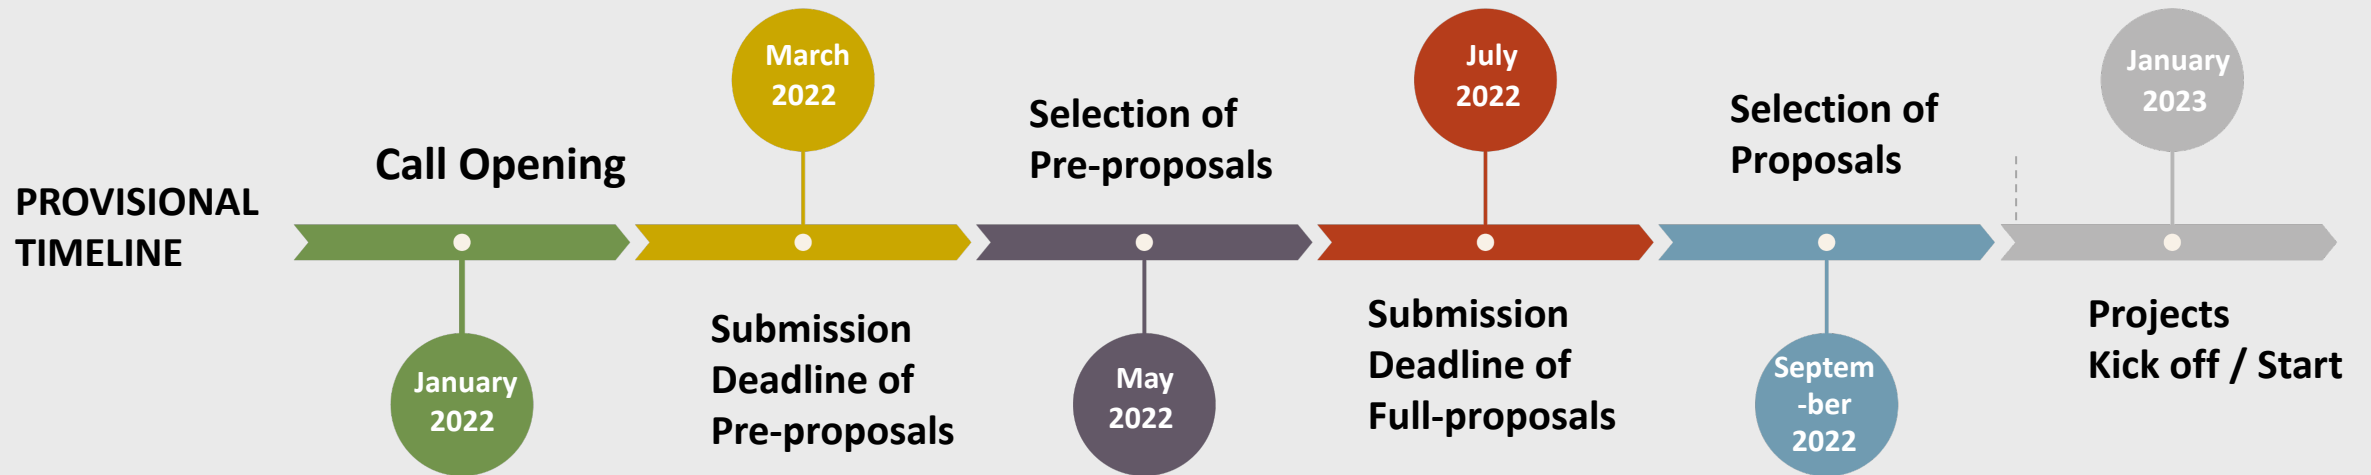 PROVISIONAL
TIMELINE
Call Opening
January
2022
March
2022
Submission
Deadline of
Pre-proposals
Selection of
Pre-proposals
May
2022
July
2022
Submission
Deadline of
Full-proposals
Selection of
Proposals
Septem
-ber
2022
January
2023
Projects
Kick off / Start